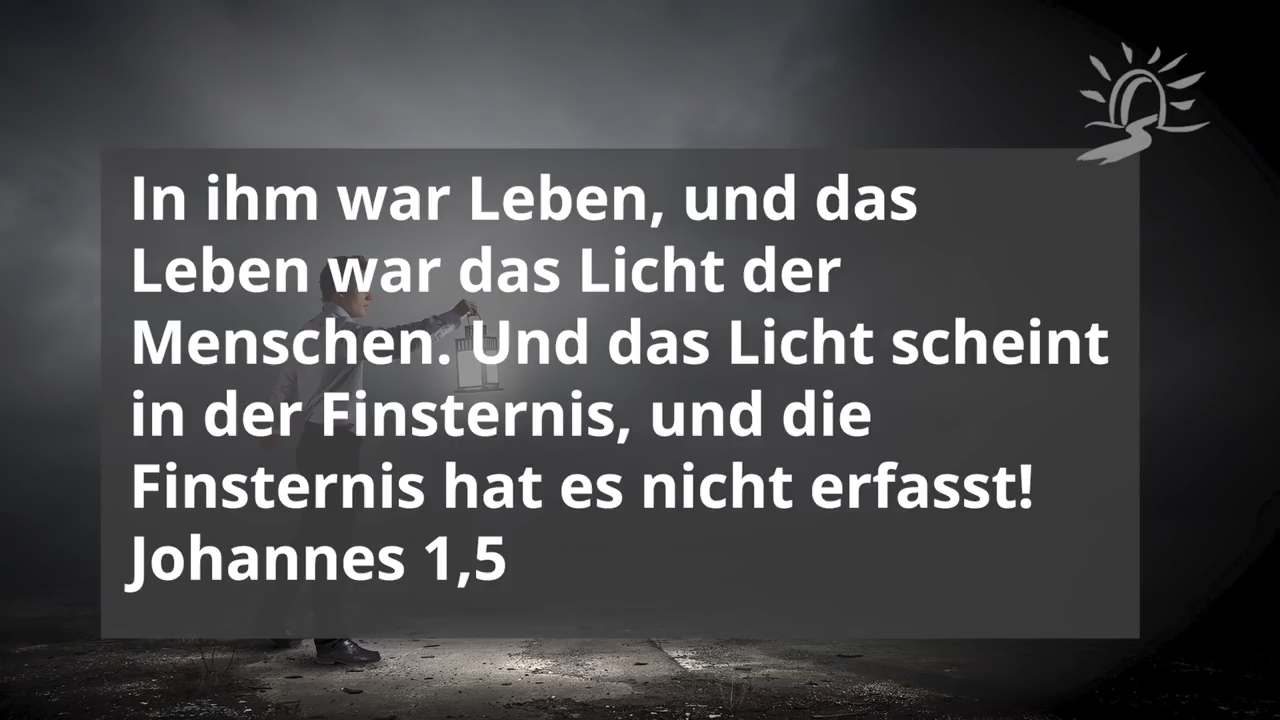 In ihm war Leben, und das
Leben war das Licht der
Menschen. Und das Licht scheint
in der Finsternis, und die
Finsternis hat es nicht erfasst!
Johannes 1,5